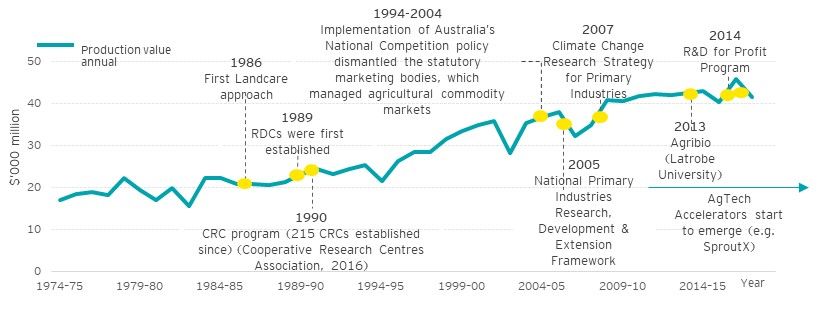 1994-2004
Implementation of Australia's
National Competition policy
dismantled the statutory
marketing bodies, which
managed agricultural commodity
markets
2007
Climate Change
Research Strategy
for Primary
Industries
2014
R&D for Profit
Program
Production value
annual
1986
First Landcare
approach
1989
RDCs were first
established
50
40
30
20
10
0
$'000 million
2013
Agribio
(Latrobe
University)
2005
National Primary
Industries
Research,
Development &
Extension
Framework
AgTech
Accelerators start
to emerge (e.g.
SproutX)
1990
CRC program (215 CRCs established
since) (Cooperative Research Centres
Association, 2016)
1974-75
1979-80
1984-85
1989-90
1994-95
1999-00
2004-05
2009-10
2014-15
Year